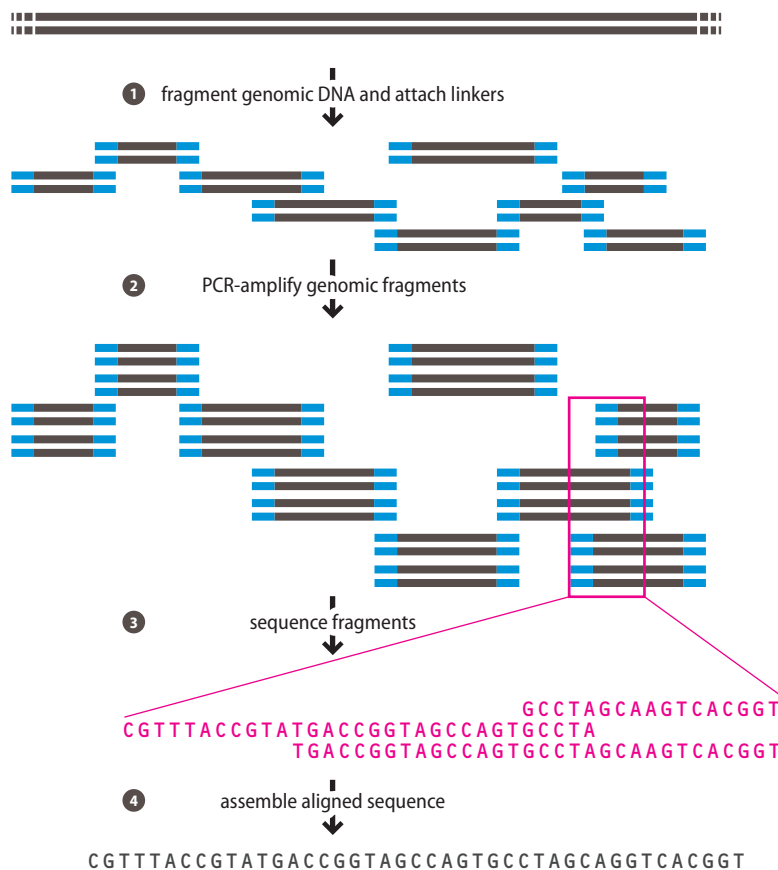 1 fragment genomic DNA and attach linkers
2 PCR-amplify genomic fragments
3 sequence fragments
GCCTAGCAAGTCACGGT
CGTTTACCGTATGACCGGTAGCCAGTGCCTA
TGACCGGTAGCCAGTGCCTAGCAAGTCACGGT
4 assemble aligned sequence
CGTTTACCGTATGACCGGTAGCCAGTGCCTAGCAGGTCACGGT